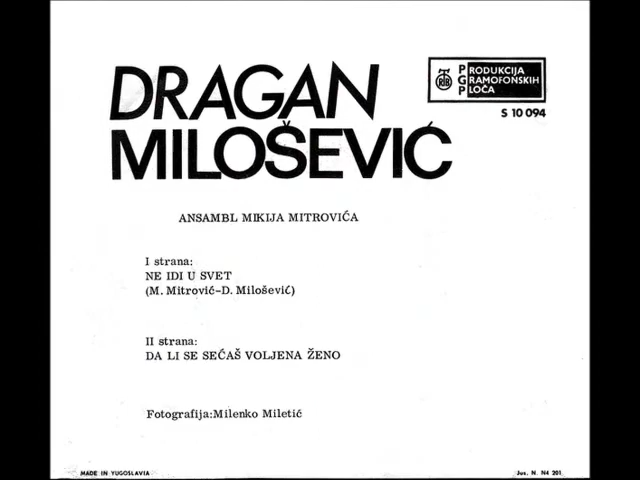 DRAGAN
MILOŠEVIĆ
RTB
PRODUKCIJA
GRAMOFONSKIH
PLOČA
S 10 094
ANSAMBL MIKIJA MITROVIĆA
I strana:
NE IDI U SVET
(M. Mitrović-D. Milošević)
II strana:
DA LI SE SEĆAŠ VOLJENA ŽENO
Fotografija:Milenko Miletić
MADE IN YUGOSLAVIA
Jus. N. N4 201